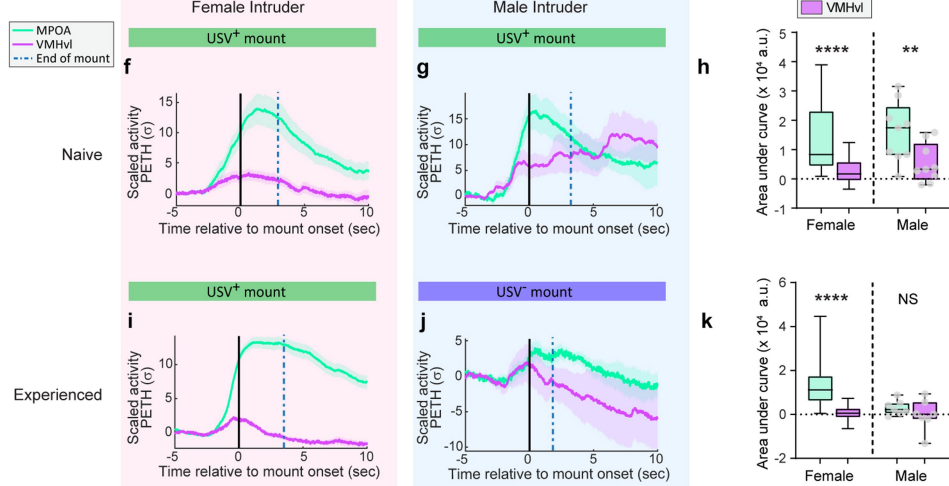 Female Intruder
Male Intruder
VMHvl
MPOA
VMHvl
End of mount
USV+ mount
USV+ mount
f
g
h
Naive
Scaled activity
PETH (σ)
15
10
5
0
-5
0
5
10
Time relative to mount onset (sec)
Scaled activity
PETH (σ)
15
10
5
0
-5
0
5
10
Time relative to mount onset (sec)
Area under curve (x 10⁴ a.u.)
5
4
3
2
1
0
-1
****
**
Female
Male
USV+ mount
USV- mount
i
j
k
Experienced
Scaled activity
PETH (σ)
10
5
0
-5
0
5
10
Time relative to mount onset (sec)
Scaled activity
PETH (σ)
5
0
-5
-10
-5
0
5
10
Time relative to mount onset (sec)
Area under curve (x 10⁴ a.u.)
6
4
2
0
-2
****
NS
Female
Male